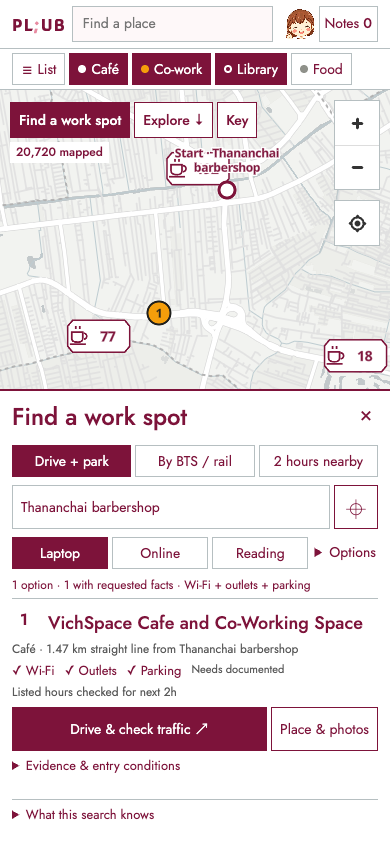 PL;UB
Find a place
Notes 0
≡ List
Café
Co-work
Library
Food
Find a work spot
Explore ↓
Key
+
20,720 mapped
Start · Thananchai
barbershop
−
1
77
18
Find a work spot
×
Drive + park
By BTS / rail
2 hours nearby
Thananchai barbershop
Laptop
Online
Reading
▶ Options
1 option · 1 with requested facts · Wi-Fi + outlets + parking
1 VichSpace Cafe and Co-Working Space
Café · 1.47 km straight line from Thananchai barbershop
✓ Wi-Fi ✓ Outlets ✓ Parking Needs documented
Listed hours checked for next 2h
Drive & check traffic ↗
Place & photos
▶ Evidence & entry conditions
▶ What this search knows